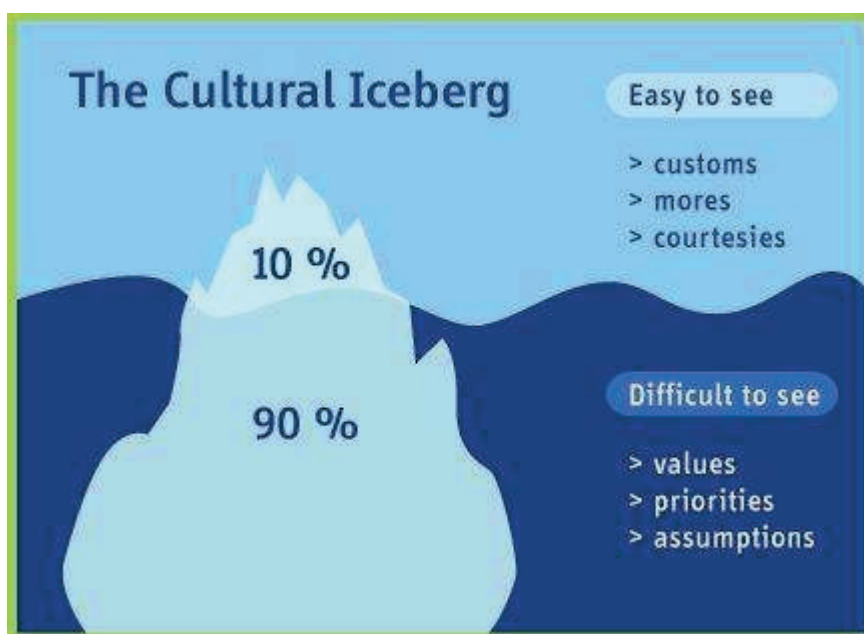 The Cultural Iceberg
Easy to see
> customs
> mores
> courtesies
10 %
90 %
Difficult to see
> values
> priorities
> assumptions